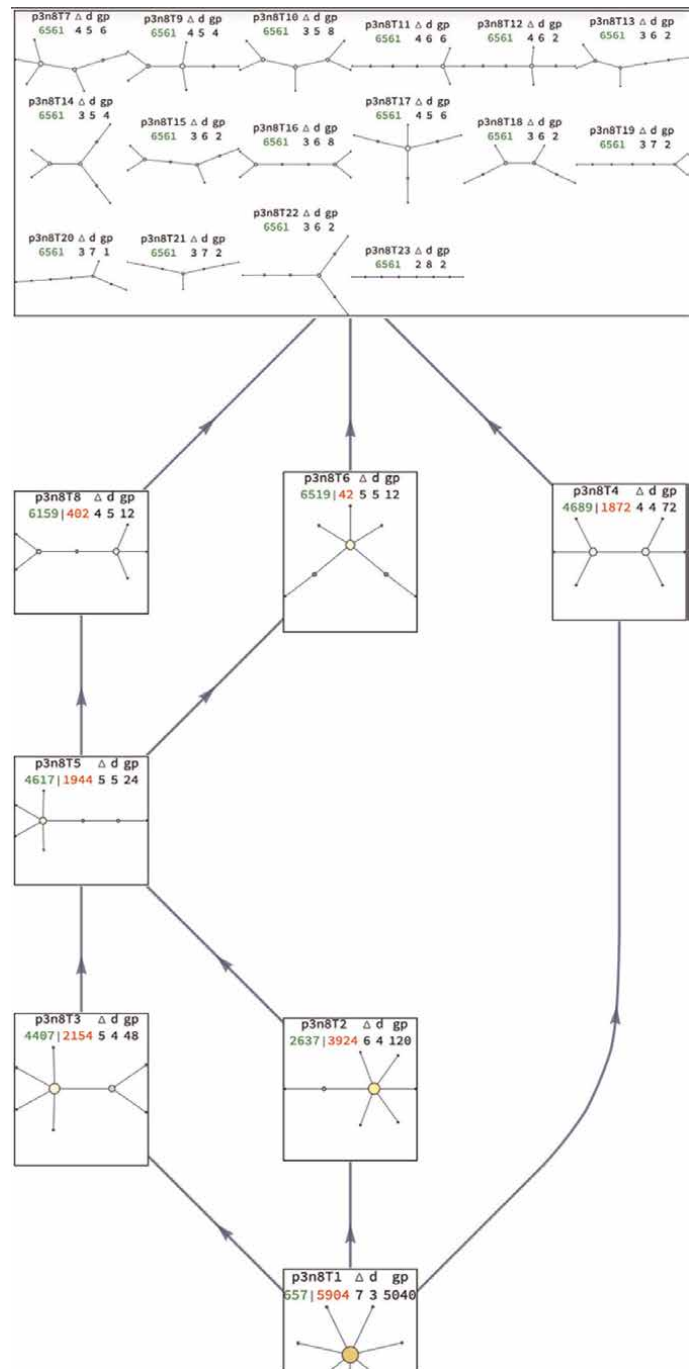 p3n8T7 Δ d gp
6561 4 5 6
p3n8T9 Δ d gp
6561 4 5 4
p3n8T10 Δ d gp
6561 3 5 8
p3n8T11 Δ d gp
6561 4 6 6
p3n8T12 Δ d gp
6561 4 6 2
p3n8T13 Δ d gp
6561 3 6 2
p3n8T14 Δ d gp
6561 3 5 4
p3n8T15 Δ d gp
6561 3 6 2
p3n8T16 Δ d gp
6561 3 6 8
p3n8T17 Δ d gp
6561 4 5 6
p3n8T18 Δ d gp
6561 3 6 2
p3n8T19 Δ d gp
6561 3 7 2
p3n8T20 Δ d gp
6561 3 7 1
p3n8T21 Δ d gp
6561 3 7 2
p3n8T22 Δ d gp
6561 3 6 2
p3n8T23 Δ d gp
6561 2 8 2
p3n8T8 Δ d gp
6159|402 4 5 12
p3n8T6 Δ d gp
6519|42 5 5 12
p3n8T4 Δ d gp
4689|1872 4 4 72
p3n8T5 Δ d gp
4617|1944 5 5 24
p3n8T3 Δ d gp
4407|2154 5 4 48
p3n8T2 Δ d gp
2637|3924 6 4 120
p3n8T1 Δ d gp
657|5904 7 3 5040